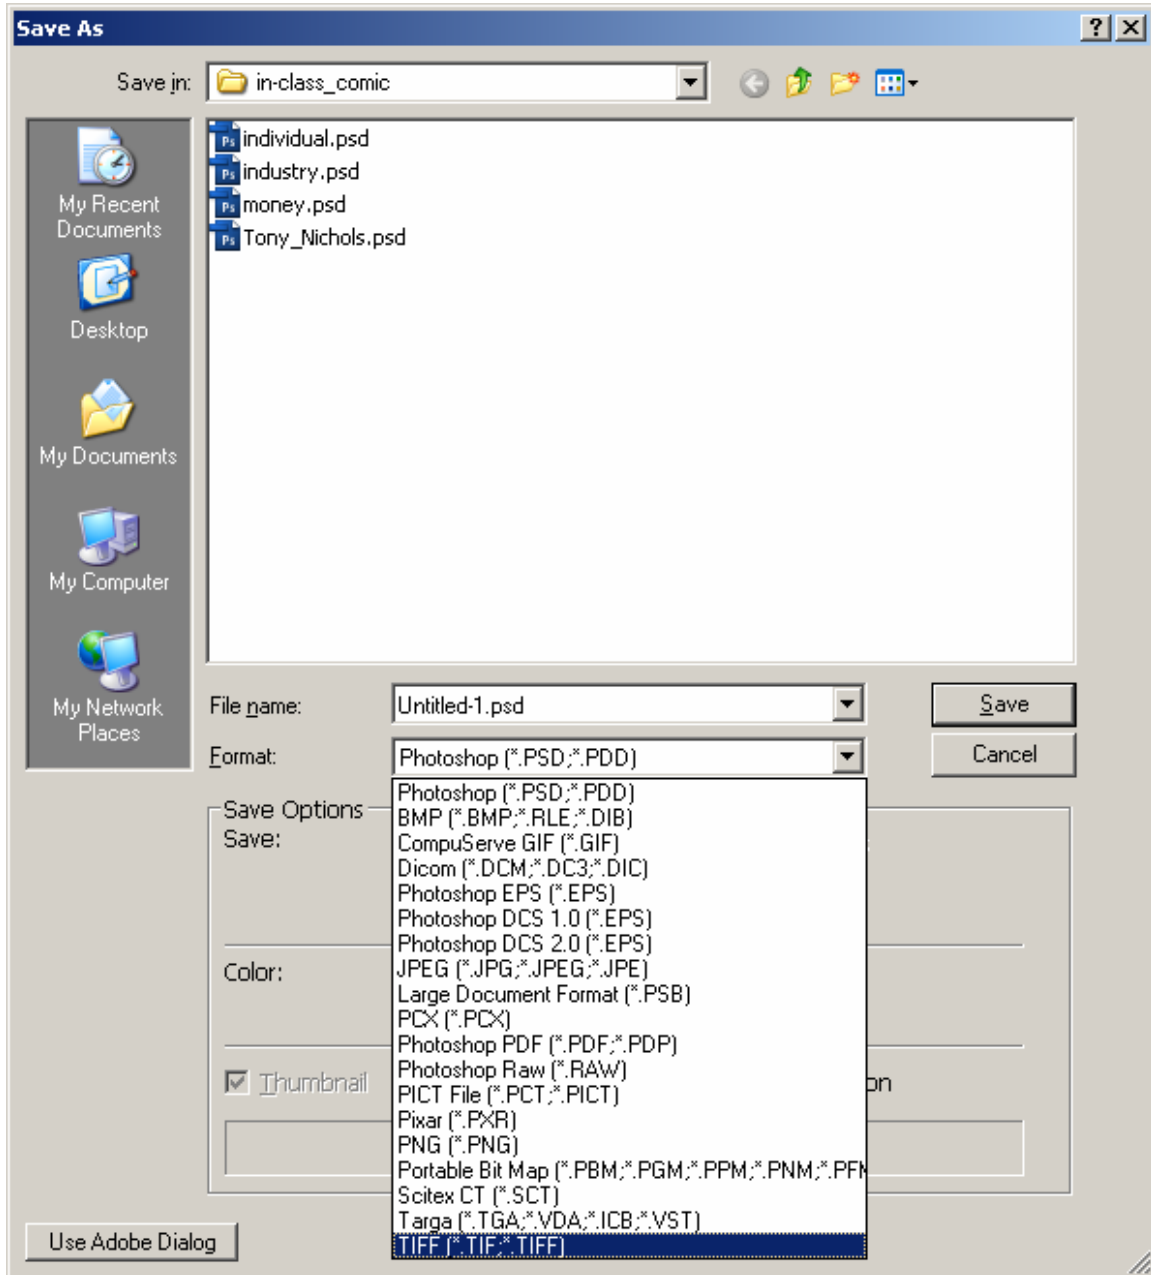 Save As
Save in:
in-class_comic
individual.psd
industry.psd
money.psd
Tony_Nichols.psd
My Recent
Documents
Desktop
My Documents
My Computer
My Network
Places
File name:
Untitled-1.psd
Save
Format:
Photoshop (*.PSD;*.PDD)
Cancel
Photoshop (*.PSD;*.PDD)
BMP (*.BMP;*.RLE;*.DIB)
CompuServe GIF (*.GIF)
Dicom (*.DCM;*.DC3;*.DIC)
Photoshop EPS (*.EPS)
Photoshop DCS 1.0 (*.EPS)
Photoshop DCS 2.0 (*.EPS)
JPEG (*.JPG;*.JPEG;*.JPE)
Large Document Format (*.PSB)
PCX (*.PCX)
Photoshop PDF (*.PDF;*.PDP)
Photoshop Raw (*.RAW)
PICT File (*.PCT;*.PICT)
Pixar (*.PXR)
PNG (*.PNG)
Portable Bit Map (*.PBM;*.PGM;*.PPM;*.PNM;*.PFM
Scitex CT (*.SCT)
Targa (*.TGA;*.VDA;*.ICB;*.VST)
TIFF (*.TIF;*.TIFF)
Save Options
Save:
Color:
Thumbnail
on
Use Adobe Dialog